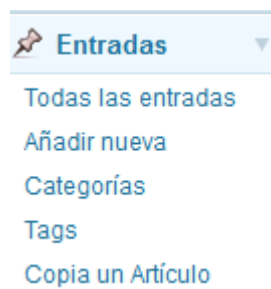 Entradas
Todas las entradas
Añadir nueva
Categorías
Tags
Copia un Artículo